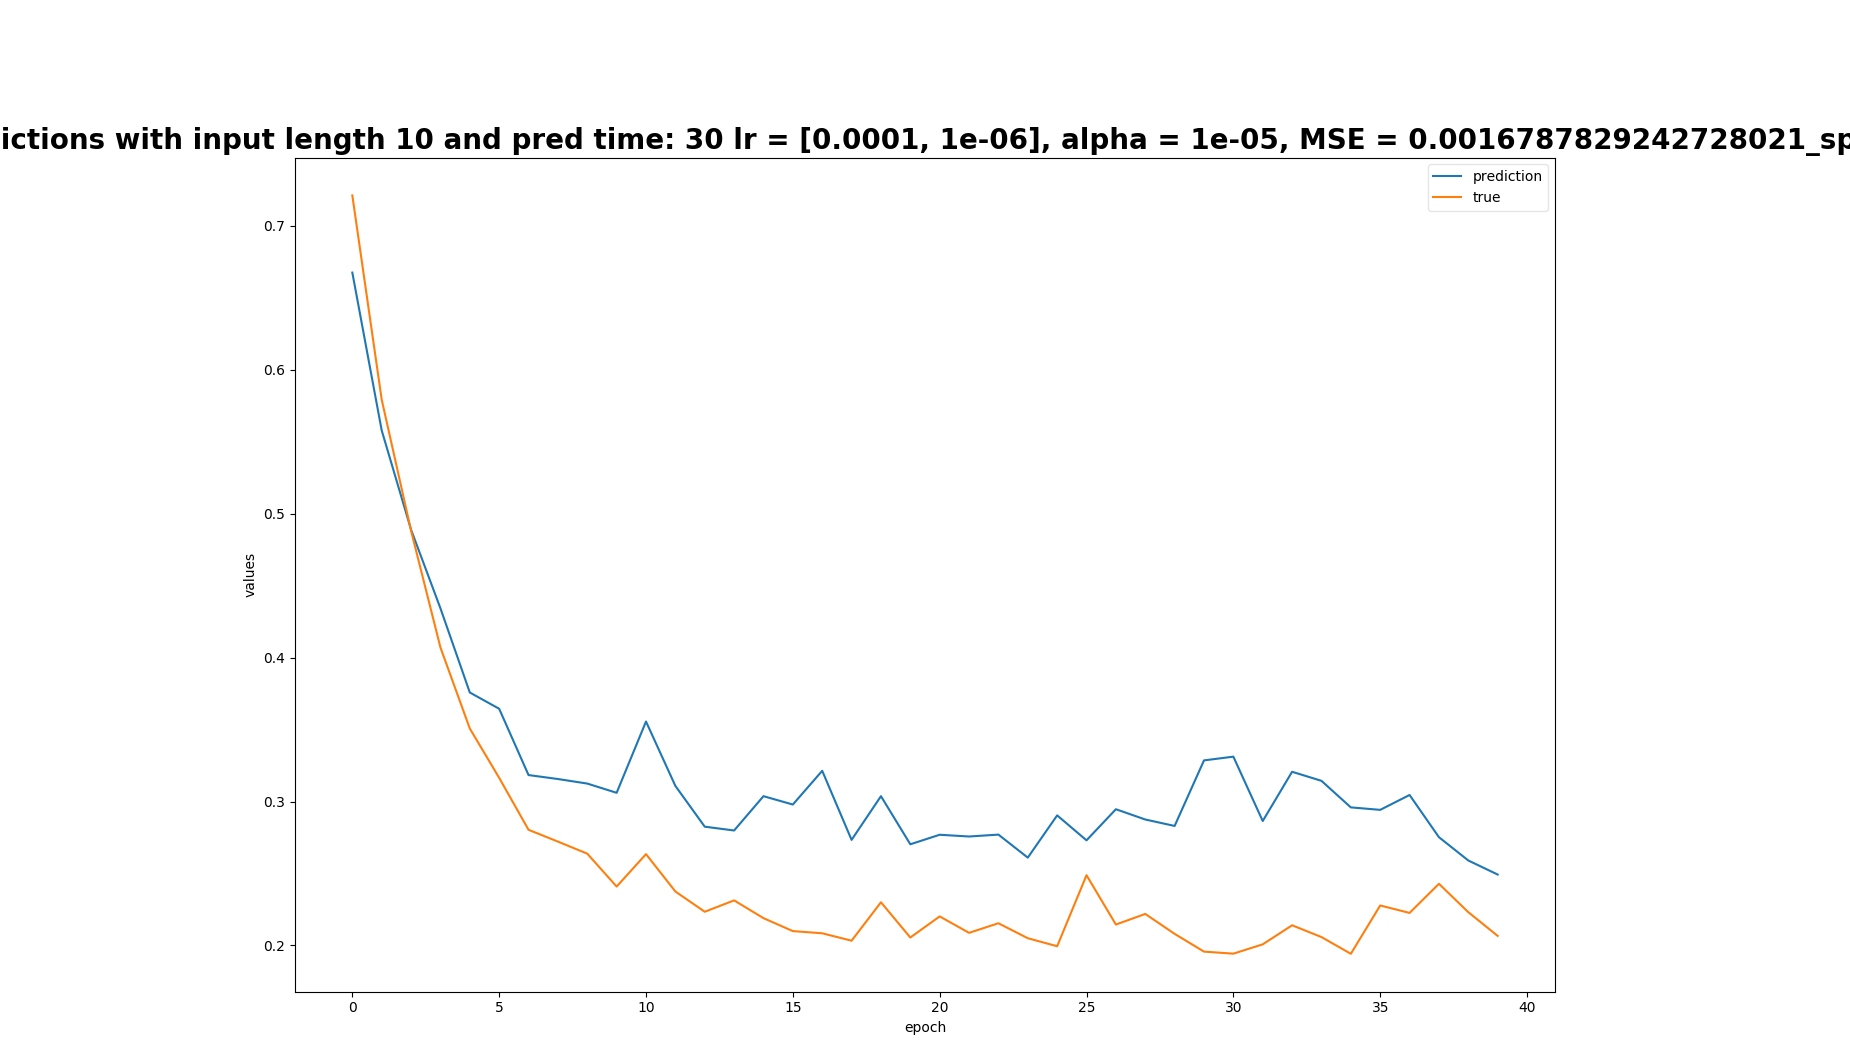 ictions with input length 10 and pred time: 30 lr = [0.0001, 1e-06], alpha = 1e-05, MSE = 0.0016787829242728021_sp
prediction
true
0.7
0.6
0.5
0.4
0.3
0.2
values
0 5 10 15 20 25 30 35 40
epoch